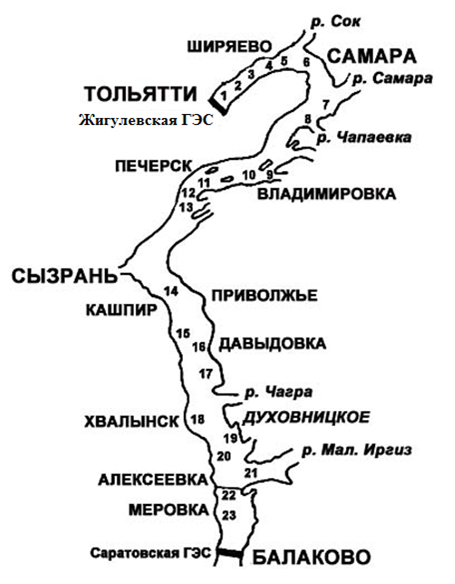 р. Сок
ШИРЯЕВО
САМАРА
1 2 3 4 5 6
р. Самара
ТОЛЬЯТТИ
Жигулевская ГЭС
7
8
р. Чапаевка
ПЕЧЕРСК
11 10 9
12
ВЛАДИМИРОВКА
13
СЫЗРАНЬ
14
ПРИВОЛЖЬЕ
КАШПИР
15
16
ДАВЫДОВКА
17
р. Чагра
ХВАЛЫНСК
18
ДУХОВНИЦКОЕ
19
20
р. Мал. Иргиз
21
АЛЕКСЕЕВКА
22
МЕРОВКА
23
Саратовская ГЭС
БАЛАКОВО